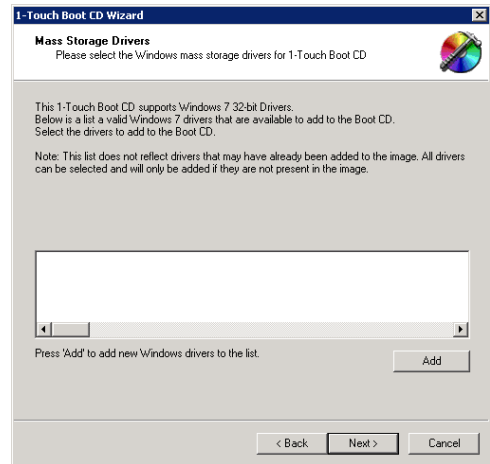 1-Touch Boot CD Wizard
Mass Storage Drivers
Please select the Windows mass storage drivers for 1-Touch Boot CD
This 1-Touch Boot CD supports Windows 7 32-bit Drivers.
Below is a list a valid Windows 7 drivers that are available to add to the Boot CD.
Select the drivers to add to the Boot CD.
Note: This list does not reflect drivers that may have already been added to the image. All drivers
can be selected and will only be added if they are not present in the image.
Press 'Add' to add new Windows drivers to the list.
Add
< Back
Next >
Cancel